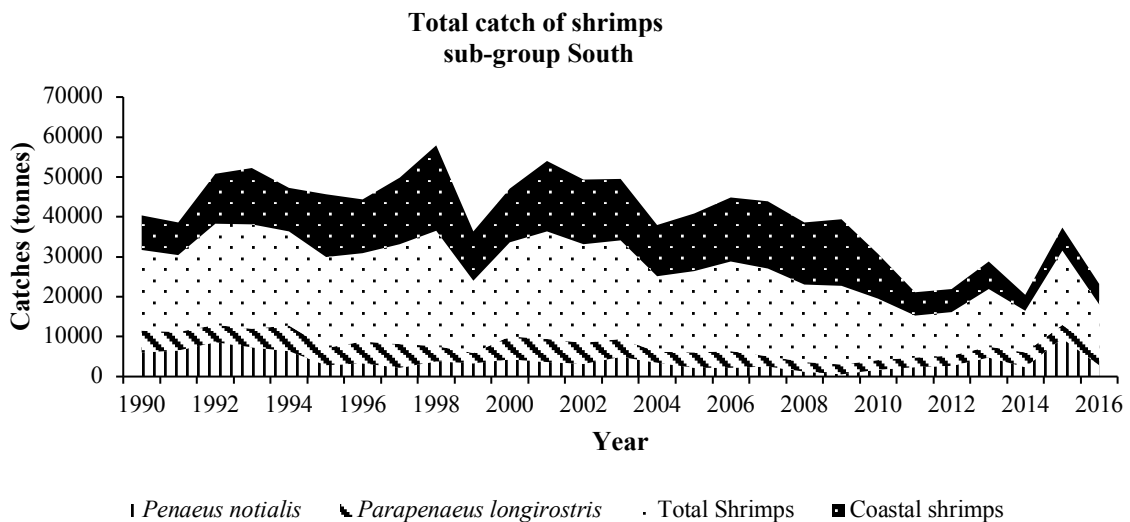 Total catch of shrimps
sub-group South
70000
60000
50000
40000
30000
20000
10000
0
Catches (tonnes)
1990 1992 1994 1996 1998 2000 2002 2004 2006 2008 2010 2012 2014 2016
Year
Penaeus notialis Parapenaeus longirostris Total Shrimps Coastal shrimps